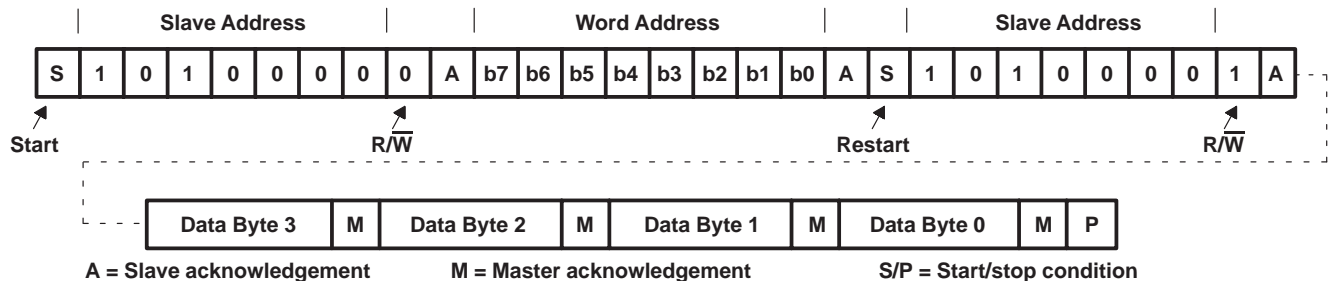 Slave Address Word Address Slave Address
S 1 0 1 0 0 0 0 0 A b7 b6 b5 b4 b3 b2 b1 b0 A S 1 0 1 0 0 0 0 1 A
Start R/W̅ Restart R/W̅
Data Byte 3 M Data Byte 2 M Data Byte 1 M Data Byte 0 M P
A = Slave acknowledgement M = Master acknowledgement S/P = Start/stop condition